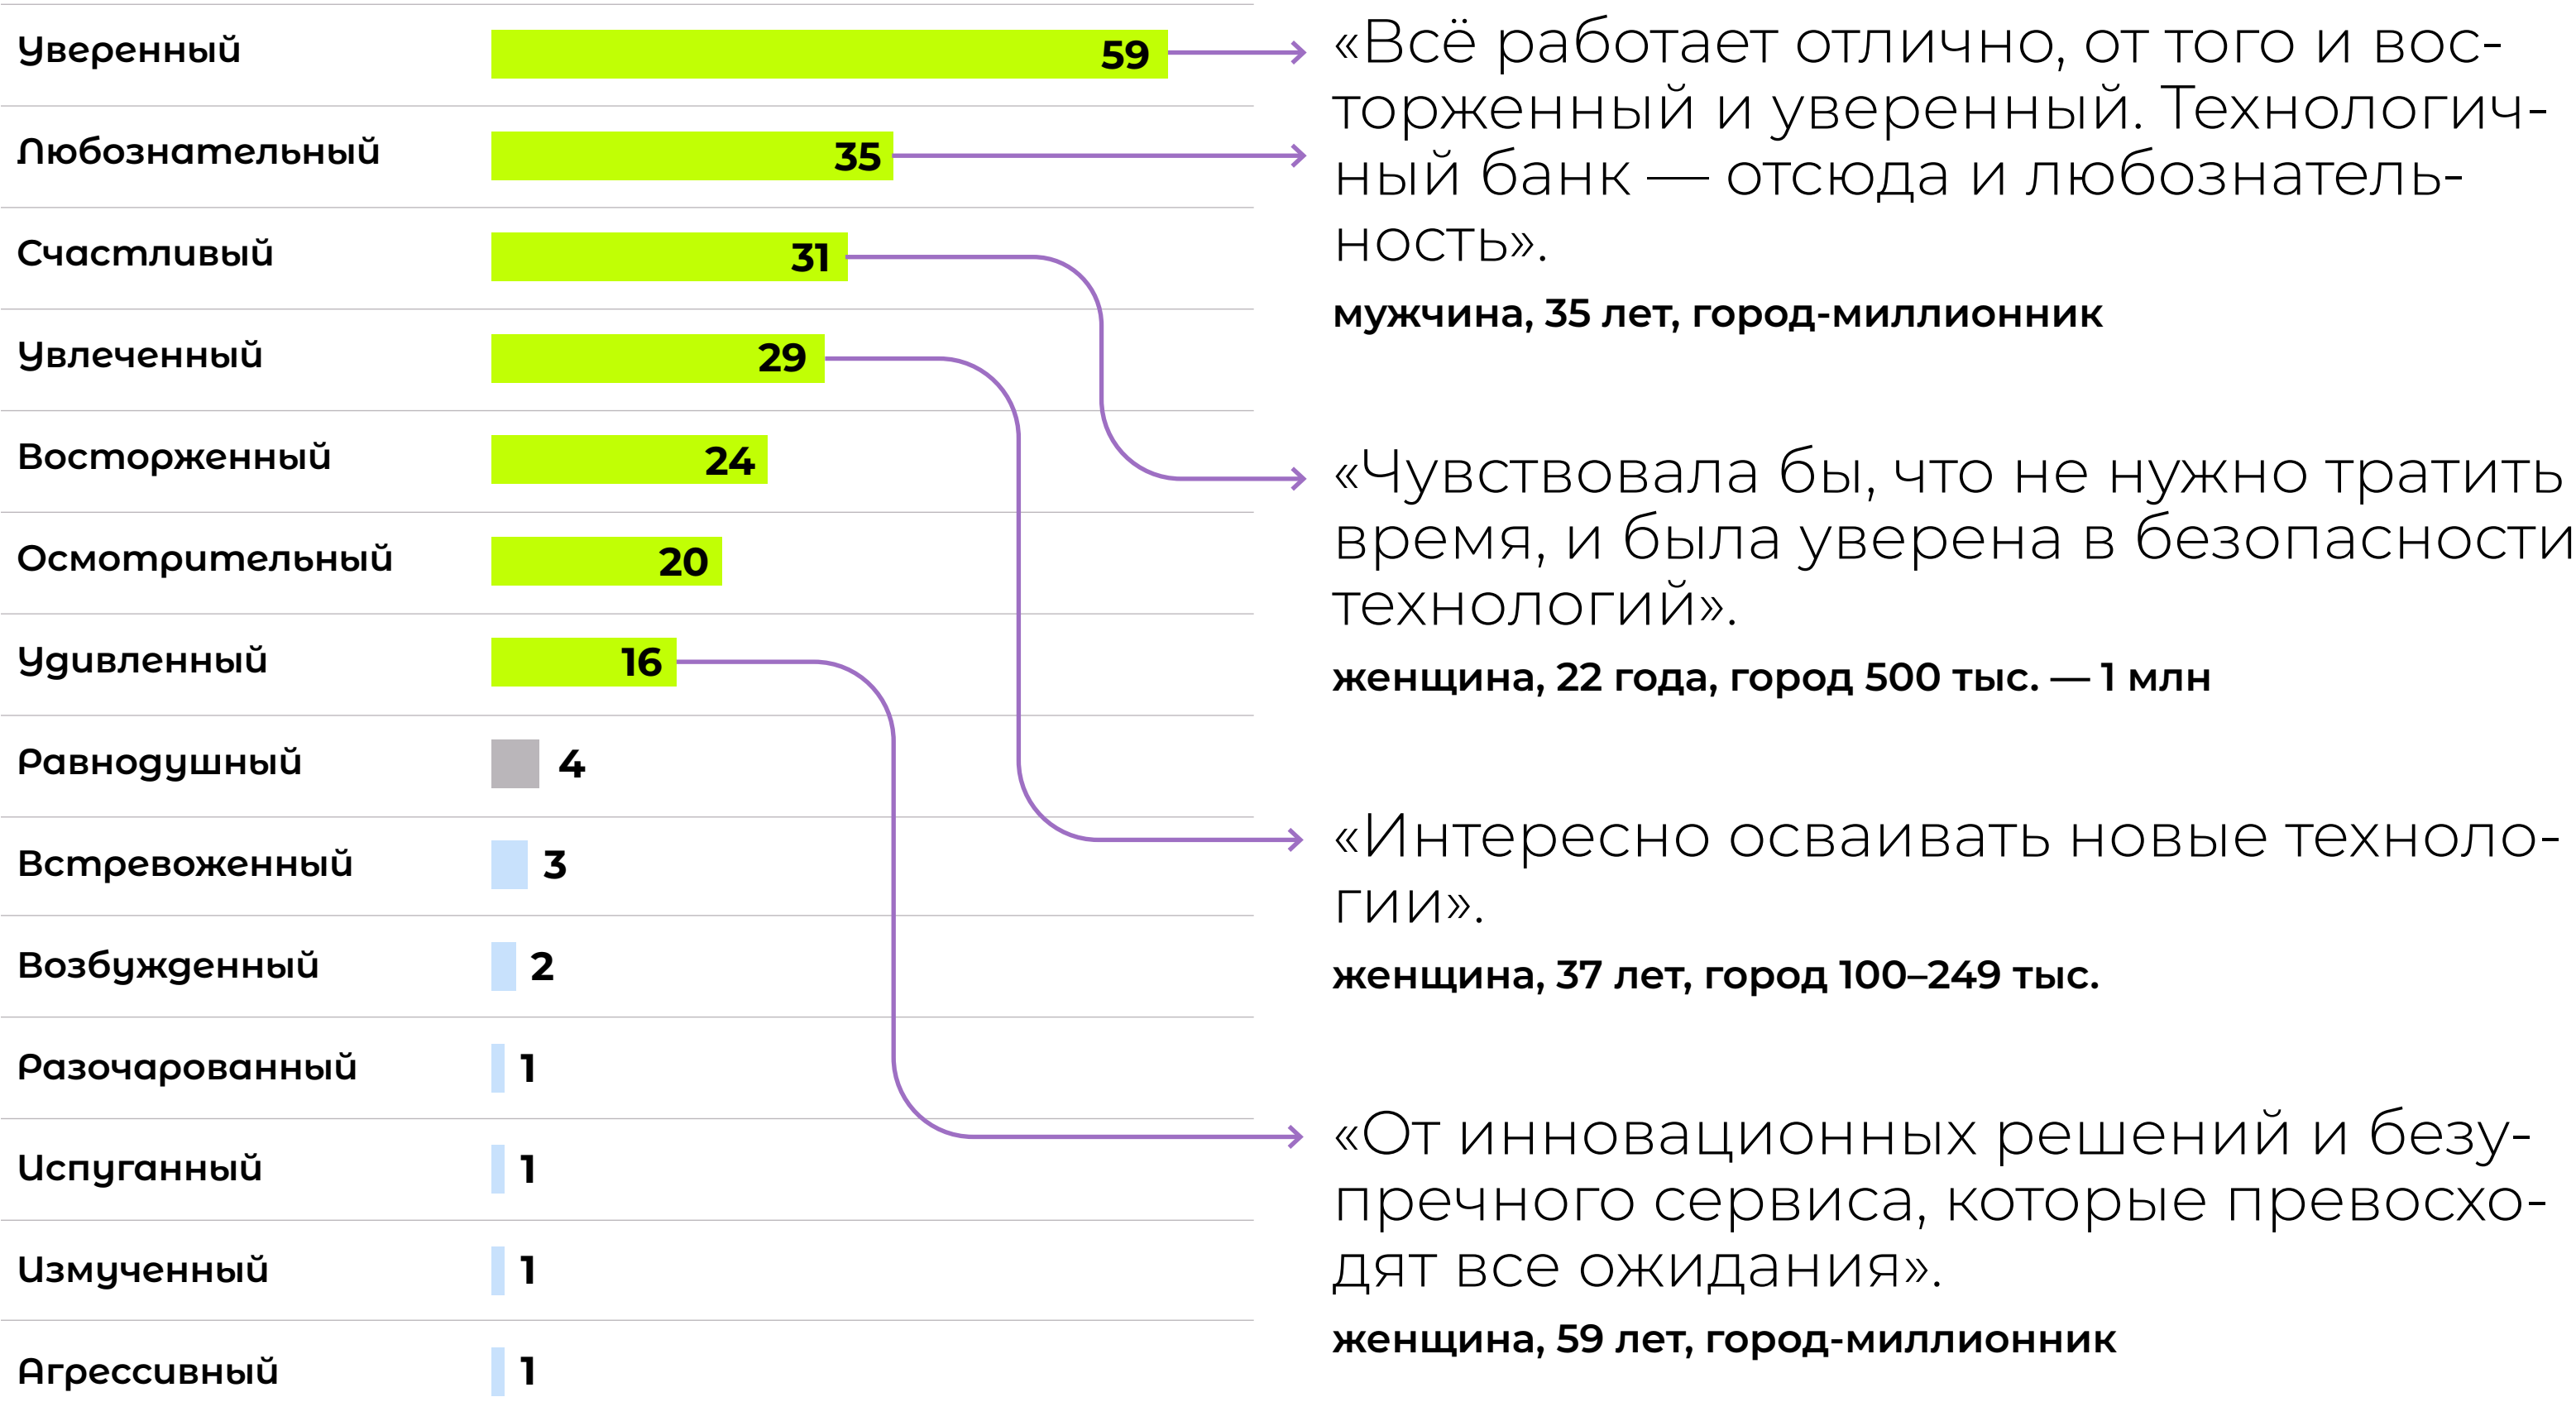 Уверенный 59
Любознательный 35
Счастливый 31
Увлеченный 29
Восторженный 24
Осмотрительный 20
Удивленный 16
Равнодушный 4
Встревоженный 3
Возбужденный 2
Разочарованный 1
Испуганный 1
Измученный 1
Агрессивный 1
«Всё работает отлично, от того и вос-
торженный и уверенный. Технологич-
ный банк — отсюда и любознатель-
ность».
мужчина, 35 лет, город-миллионник
«Чувствовала бы, что не нужно тратить
время, и была уверена в безопасности
технологий».
женщина, 22 года, город 500 тыс. — 1 млн
«Интересно осваивать новые техноло-
гии».
женщина, 37 лет, город 100–249 тыс.
«От инновационных решений и безу-
пречного сервиса, которые превосхо-
дят все ожидания».
женщина, 59 лет, город-миллионник